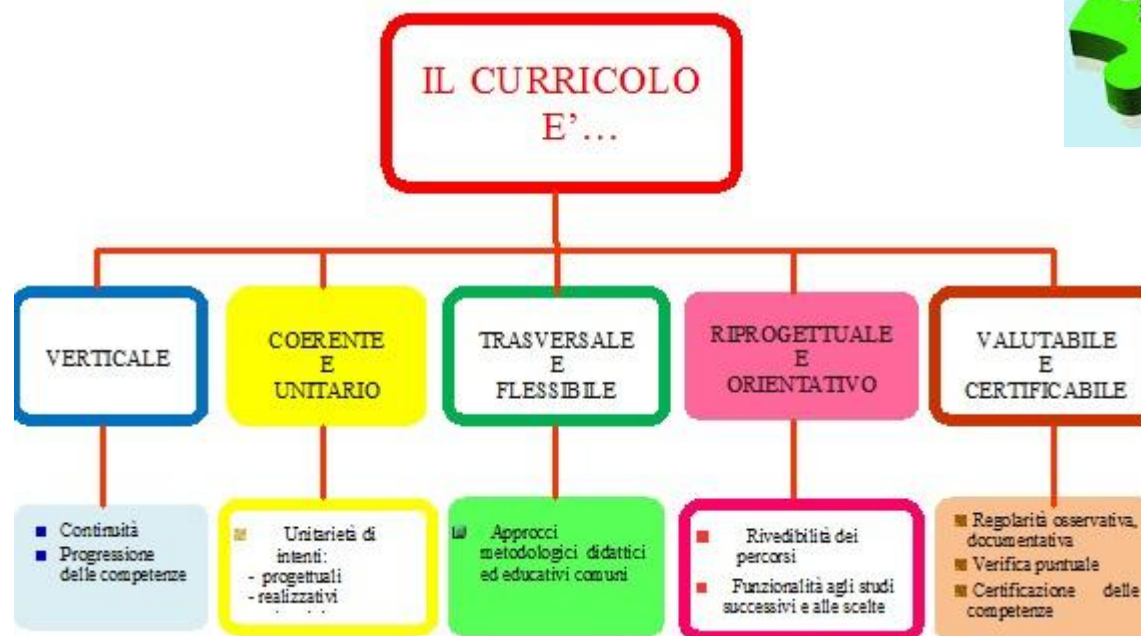 IL CURRICOLO
E’…
VERTICALE
COERENTE
E
UNITARIO
TRASVERSALE
E
FLESSIBILE
RIPROGETTUALE
E
ORIENTATIVO
VALUTABILE
E
CERTIFICABILE
Continuità
Progressione
delle competenze
Unitarietà di
intenti:
- progettuali
- realizzativi
Approcci
metodologici didattici
ed educativi comuni
Rivedibilità dei
percorsi
Funzionalità agli studi
successivi e alle scelte
Regolarità osservativa,
documentativa
Verifica puntuale
Certificazione delle
competenze